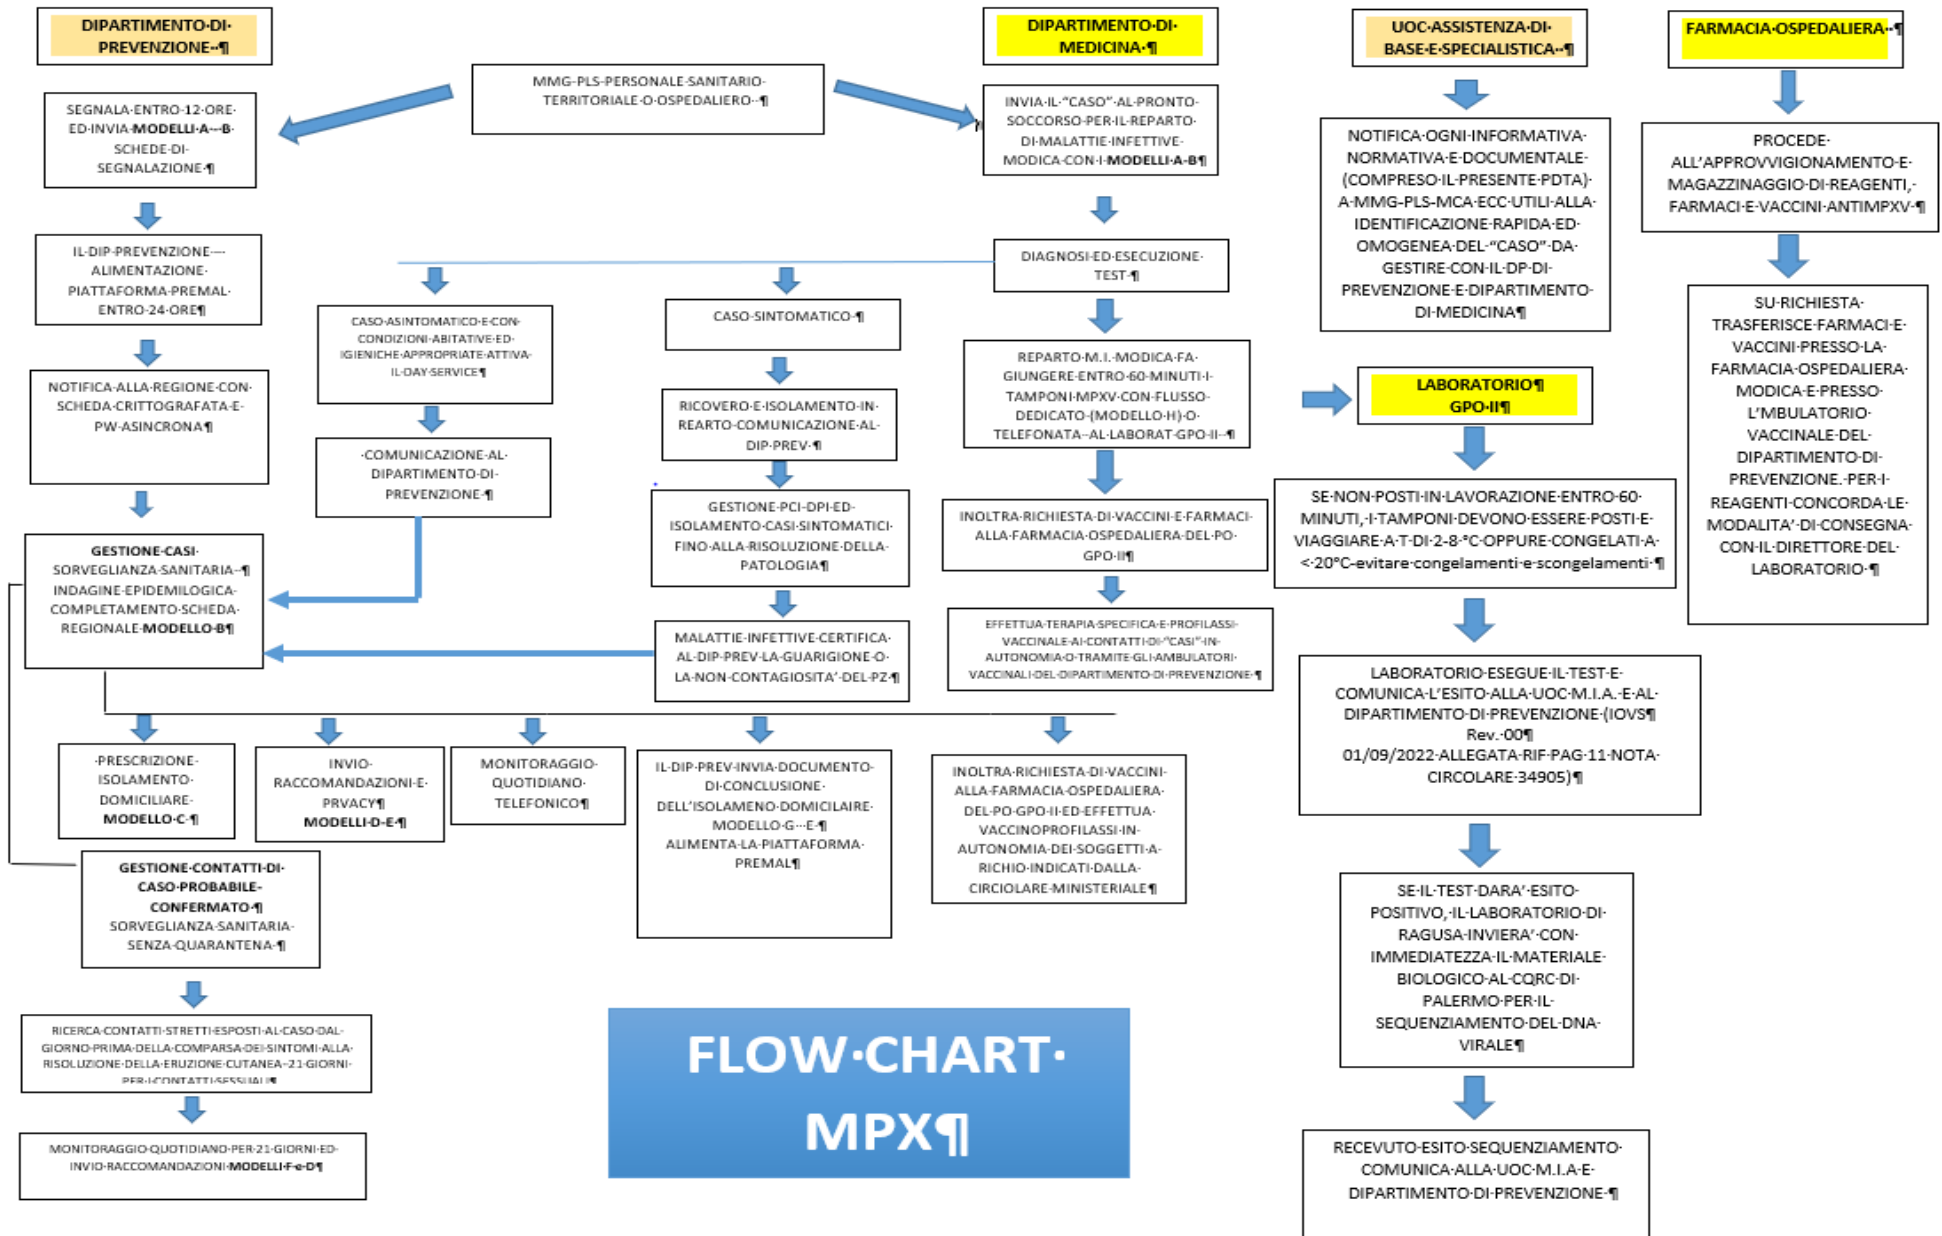 DIPARTIMENTO·DI·
PREVENZIONE··¶
SEGNALA·ENTRO·12·ORE·
ED·INVIA·MODELLI·A–·B·
SCHEDE·DI·
SEGNALAZIONE·¶
IL·DIP·PREVENZIONE·–·
ALIMENTAZIONE·
PIATTAFORMA·PREMAL·
ENTRO·24·ORE¶
NOTIFICA·ALLA·REGIONE·CON·
SCHEDA·CRITTOGRAFATA·E·
PW·ASINCRONA¶
GESTIONE·CASI·
SORVEGLIANZA·SANITARIA··¶
INDAGINE·EPIDEMILOGICA·
COMPLETAMENTO·SCHEDA·
REGIONALE·MODELLO·B¶
MMG·PLS·PERSONALE·SANITARIO·
TERRITORIALE·O·OSPEDALIERO··¶
DIPARTIMENTO·DI·
MEDICINA·¶
INVIA·IL·“CASO”·AL·PRONTO·
SOCCORSO·PER·IL·REPARTO·
DI·MALATTIE·INFETTIVE·
MODICA·CON·I·MODELLI·A-B¶
DIAGNOSI·ED·ESECUZIONE·
TEST·¶
CASO·ASINTOMATICO·E·CON·
CONDIZIONI·ABITATIVE·ED·
IGIENICHE·APPROPRIATE·ATTIVA·
IL·DAY·SERVICE¶
·COMUNICAZIONE·AL·
DIPARTIMENTO·DI·
PREVENZIONE·¶
CASO·SINTOMATICO·¶
RICOVERO·E·ISOLAMENTO·IN·
REARTO·COMUNICAZIONE·AL·
DIP·PREV·¶
GESTIONE·PCI·DPI·ED·
ISOLAMENTO·CASI·SINTOMATICI·
FINO·ALLA·RISOLUZIONE·DELLA·
PATOLOGIA¶
MALATTIE·INFETTIVE·CERTIFICA·
AL·DIP·PREV·LA·GUARIGIONE·O·
LA·NON·CONTAGIOSITA’·DEL·PZ·¶
REPARTO·M.I.·MODICA·FA·
GIUNGERE·ENTRO·60·MINUTI·I·
TAMPONI·MPXV·CON·FLUSSO·
DEDICATO·(MODELLO·H)·O·
TELEFONATA··AL·LABORAT·GPO·II··¶
INOLTRA·RICHIESTA·DI·VACCINI·E·FARMACI·
ALLA·FARMACIA·OSPEDALIERA·DEL·PO·
GPO·II¶
EFFETTUA·TERAPIA·SPECIFICA·E·PROFILASSI·
VACCINALE·AI·CONTATTI·DI·“CASI”·IN·
AUTONOMIA·O·TRAMITE·GLI·AMBULATORI·
VACCINALI·DEL·DIPARTIMENTO·DI·PREVENZIONE·¶
·PRESCRIZIONE·
ISOLAMENTO·
DOMICILIARE·
MODELLO·C·¶
INVIO·
RACCOMANDAZIONI·E·
PRVACY¶
MODELLI·D-E·¶
MONITORAGGIO·
QUOTIDIANO·
TELEFONICO¶
IL·DIP·PREV·INVIA·DOCUMENTO·
DI·CONCLUSIONE·
DELL’ISOLAMENO·DOMICILAIRE·
MODELLO·G–·E·¶
ALIMENTA·LA·PIATTAFORMA·
PREMAL¶
INOLTRA·RICHIESTA·DI·VACCINI·
ALLA·FARMACIA·OSPEDALIERA·
DEL·PO·GPO·II·ED·EFFETTUA·
VACCINOPROFILASSI·IN·
AUTONOMIA·DEI·SOGGETTI·A·
RICHIO·INDICATI·DALLA·
CIRCIOLARE·MINISTERIALE¶
GESTIONE·CONTATTI·DI·
CASO·PROBABILE–
CONFERMATO·¶
SORVEGLIANZA·SANITARIA·
SENZA·QUARANTENA·¶
RICERCA·CONTATTI·STRETTI·ESPOSTI·AL·CASO·DAL·
GIORNO·PRIMA·DELLA·COMPARSA·DEI·SINTOMI·ALLA·
RISOLUZIONE·DELLA·ERUZIONE·CUTANEA–21·GIORNI·
PER·I·CONTATTI·SESSUALI¶
MONITORAGGIO·QUOTIDIANO·PER·21·GIORNI·ED·
INVIO·RACCOMANDAZIONI·MODELLI·F·e·D¶
FLOW·CHART·
MPX¶
UOC·ASSISTENZA·DI·
BASE·E·SPECIALISTICA··¶
NOTIFICA·OGNI·INFORMATIVA·
NORMATIVA·E·DOCUMENTALE·
(COMPRESO·IL·PRESENTE·PDTA)·
A·MMG-PLS-MCA·ECC·UTILI·ALLA·
IDENTIFICAZIONE·RAPIDA·ED·
OMOGENEA·DEL·“CASO”·DA·
GESTIRE·CON·IL·DP·DI·
PREVENZIONE·E·DIPARTIMENTO·
DI·MEDICINA¶
LABORATORIO¶
GPO·II¶
SE·NON·POSTI·IN·LAVORAZIONE·ENTRO·60·
MINUTI,·I·TAMPONI·DEVONO·ESSERE·POSTI·E·
VIAGGIARE·A·T·DI·2-8·°C·OPPURE·CONGELATI·A·
<·20°C–evitare·congelamenti·e·scongelamenti·¶
LABORATORIO·ESEGUE·IL·TEST·E·
COMUNICA·L’ESITO·ALLA·UOC·M.I.A.·E·AL·
DIPARTIMENTO·DI·PREVENZIONE·(IOVS¶
Rev.·00¶
01/09/2022·ALLEGATA·RIF·PAG·11·NOTA·
CIRCOLARE·34905)¶
SE·IL·TEST·DARA’·ESITO·
POSITIVO,·IL·LABORATORIO·DI·
RAGUSA·INVIERA’·CON·
IMMEDIATEZZA·IL·MATERIALE·
BIOLOGICO·AL·CQRC·DI·
PALERMO·PER·IL·
SEQUENZIAMENTO·DEL·DNA·
VIRALE¶
RECEVUTO·ESITO·SEQUENZIAMENTO·
COMUNICA·ALLA·UOC·M.I.A·E·
DIPARTIMENTO·DI·PREVENZIONE·¶
FARMACIA·OSPEDALIERA··¶
PROCEDE·
ALL’APPROVVIGIONAMENTO·E·
MAGAZZINAGGIO·DI·REAGENTI,·
FARMACI·E·VACCINI·ANTIMPXV·¶
SU·RICHIESTA·
TRASFERISCE·FARMACI·E·
VACCINI·PRESSO·LA·
FARMACIA·OSPEDALIERA·
MODICA·E·PRESSO·
L’MBULATORIO·
VACCINALE·DEL·
DIPARTIMENTO·DI·
PREVENZIONE.·PER·I·
REAGENTI·CONCORDA·LE·
MODALITA’·DI·CONSEGNA·
CON·IL·DIRETTORE·DEL·
LABORATORIO·¶